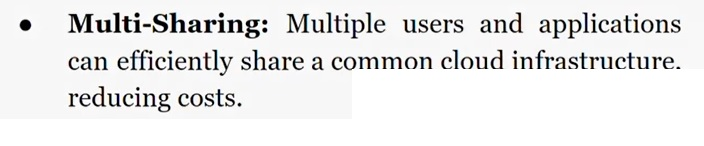 ● Multi-Sharing: Multiple users and applications
can efficiently share a common cloud infrastructure,
reducing costs.